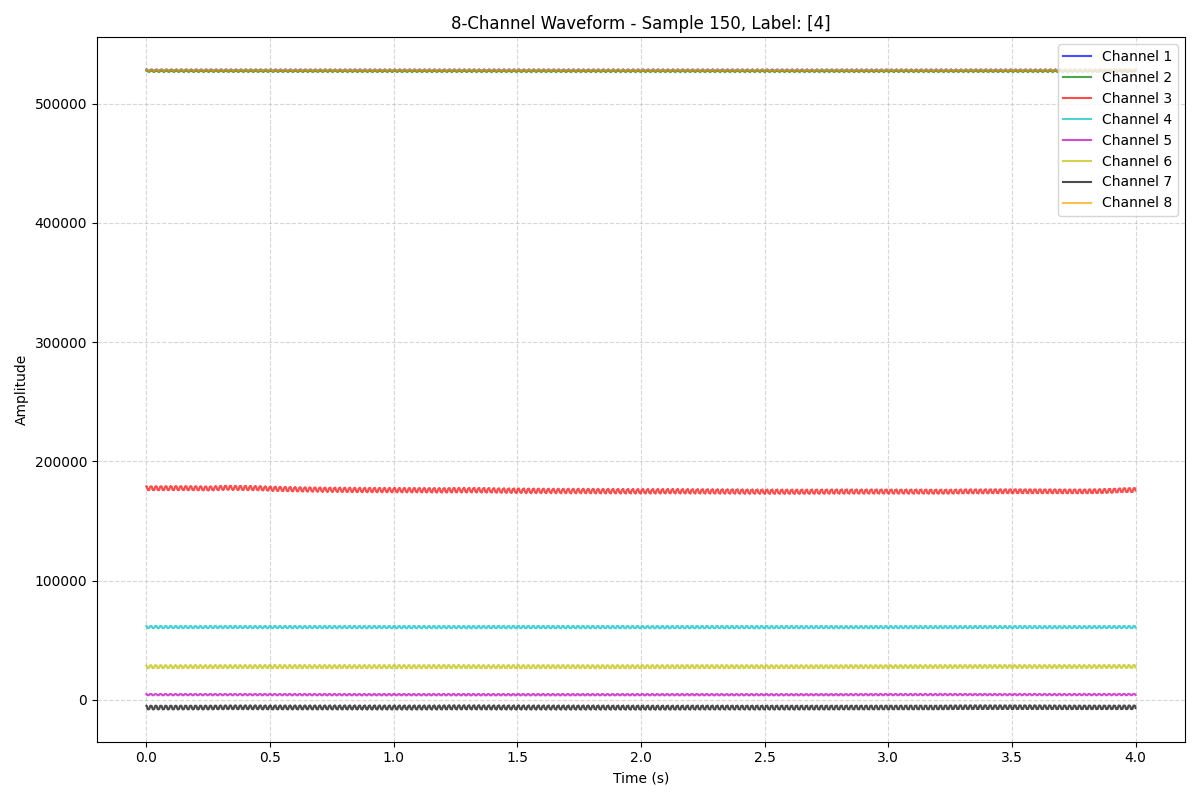 8-Channel Waveform - Sample 150, Label: [4]
Channel 1
Channel 2
Channel 3
Channel 4
Channel 5
Channel 6
Channel 7
Channel 8
Amplitude
500000
400000
300000
200000
100000
0
0.0 0.5 1.0 1.5 2.0 2.5 3.0 3.5 4.0
Time (s)